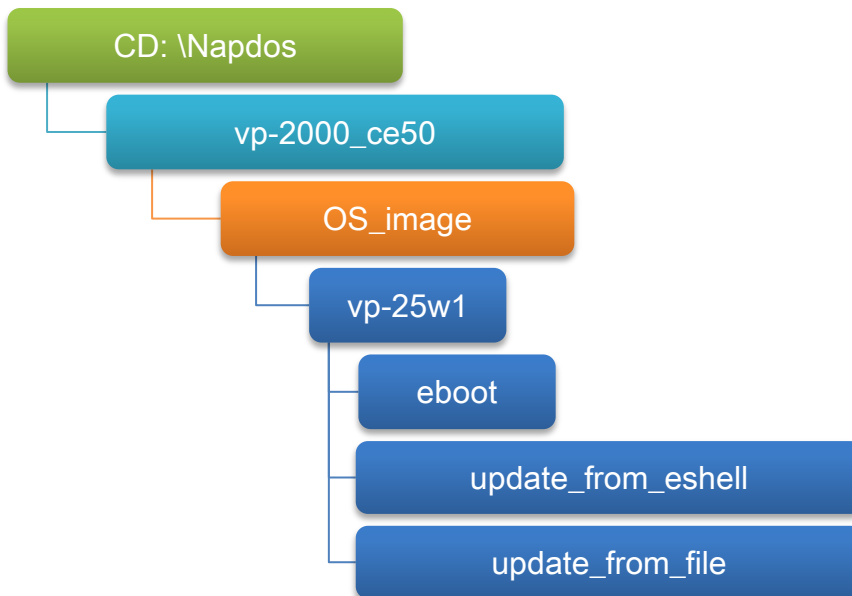 CD: \Napdos
vp-2000_ce50
OS_image
vp-25w1
eboot
update_from_eshell
update_from_file